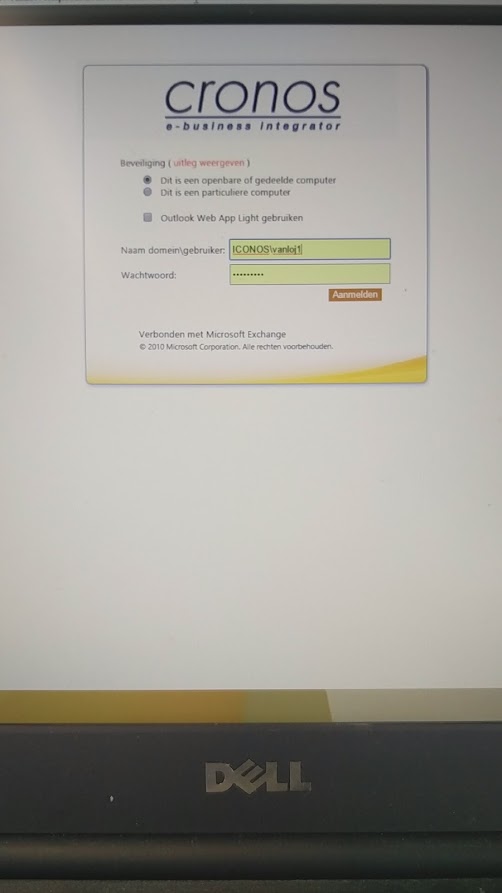 cronos
e-business integrator
Beveiliging ( uitleg weergeven )
Dit is een openbare of gedeelde computer
Dit is een particuliere computer
Outlook Web App Light gebruiken
Naam domein\gebruiker: ICONOS\vanloj1
Wachtwoord: •••••••••
Aanmelden
Verbonden met Microsoft Exchange
© 2010 Microsoft Corporation. Alle rechten voorbehouden.
DELL